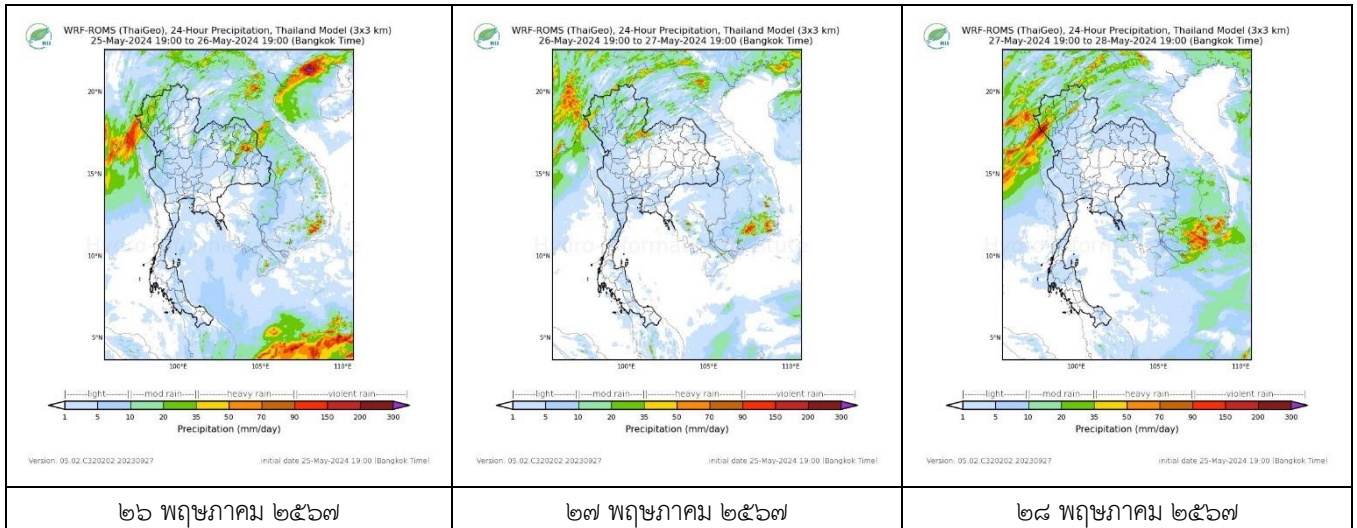 WRF-ROMS (ThaiGeo), 24-Hour Precipitation, Thailand Model (3x3 km)
25-May-2024 19:00 to 26-May-2024 19:00 (Bangkok Time)
20°N
15°N
10°N
5°N
100°E 105°E 110°E
light mod rain heavy rain violent rain
1 5 10 20 35 50 70 90 150 200 300
Precipitation (mm/day)
Version: 05.02.C320202.20230927 initial date 25-May-2024 19:00 (Bangkok Time)
๒๖ พฤษภาคม ๒๕๖๗
WRF-ROMS (ThaiGeo), 24-Hour Precipitation, Thailand Model (3x3 km)
26-May-2024 19:00 to 27-May-2024 19:00 (Bangkok Time)
20°N
15°N
10°N
5°N
100°E 105°E 110°E
light mod rain heavy rain violent rain
1 5 10 20 35 50 70 90 150 200 300
Precipitation (mm/day)
Version: 05.02.C320202.20230927 initial date 25-May-2024 19:00 (Bangkok Time)
๒๗ พฤษภาคม ๒๕๖๗
WRF-ROMS (ThaiGeo), 24-Hour Precipitation, Thailand Model (3x3 km)
27-May-2024 19:00 to 28-May-2024 19:00 (Bangkok Time)
20°N
15°N
10°N
5°N
100°E 105°E 110°E
light mod rain heavy rain violent rain
1 5 10 20 35 50 70 90 150 200 300
Precipitation (mm/day)
Version: 05.02.C320202.20230927 initial date 25-May-2024 19:00 (Bangkok Time)
๒๘ พฤษภาคม ๒๕๖๗